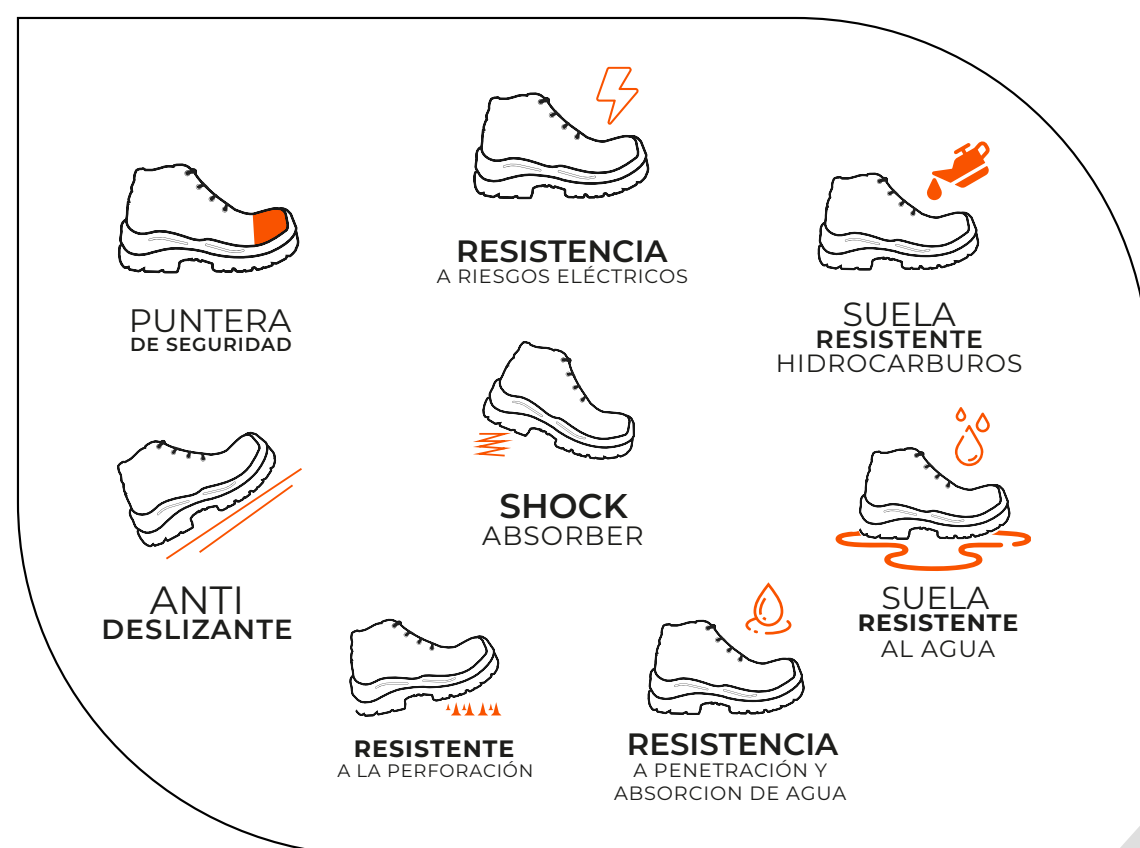 RESISTENCIA
A RIESGOS ELÉCTRICOS
PUNTERA
DE SEGURIDAD
SUELA
RESISTENTE
HIDROCARBUROS
SHOCK
ABSORBER
ANTI
DESLIZANTE
SUELA
RESISTENTE
AL AGUA
RESISTENTE
A LA PERFORACIÓN
RESISTENCIA
A PENETRACIÓN Y
ABSORCION DE AGUA